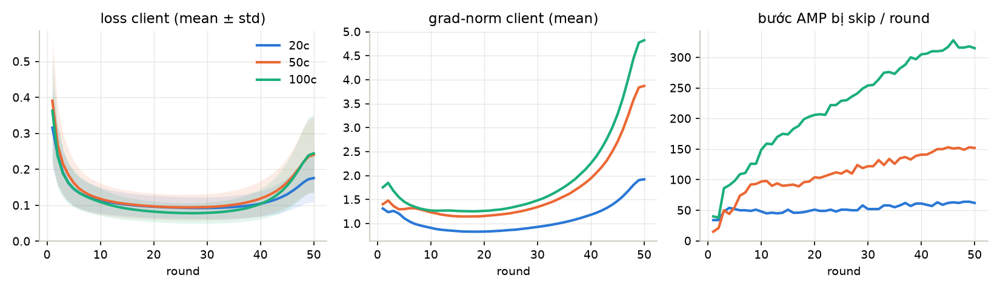 loss client (mean ± std)
0.5
0.4
0.3
0.2
0.1
0.0
20c
50c
100c
0 10 20 30 40 50
round
grad-norm client (mean)
5.0
4.5
4.0
3.5
3.0
2.5
2.0
1.5
1.0
0 10 20 30 40 50
round
bước AMP bị skip / round
300
250
200
150
100
50
0
0 10 20 30 40 50
round